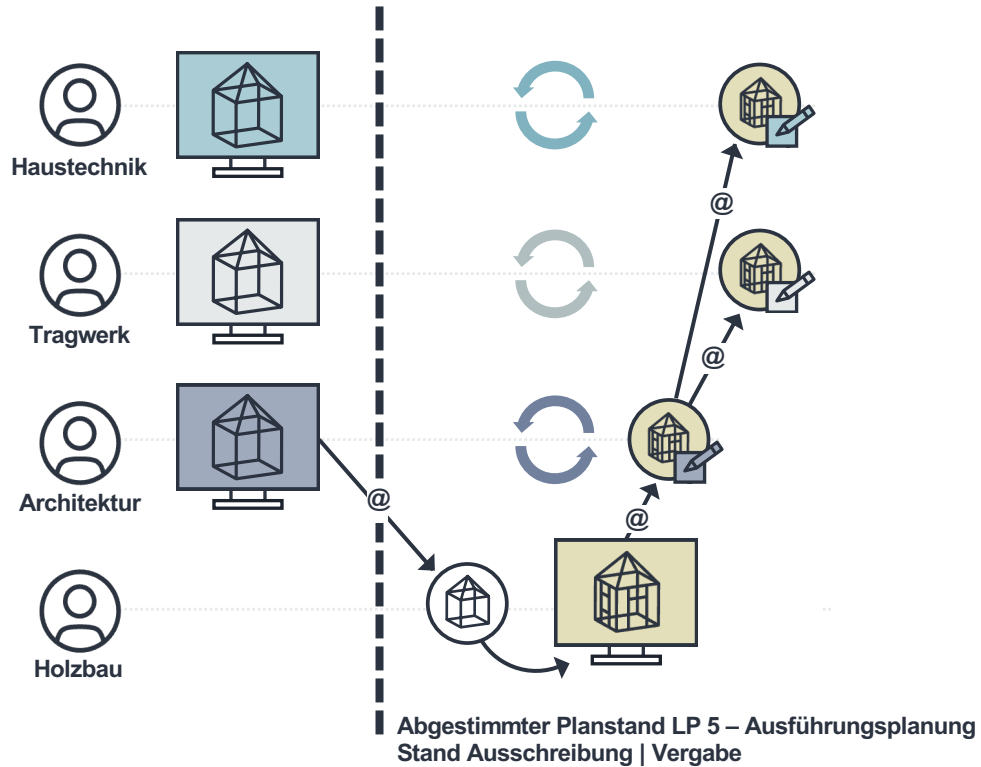 Haustechnik
@
Tragwerk
@
Architektur
@
@
Holzbau
Abgestimmter Planstand LP 5 – Ausführungsplanung
Stand Ausschreibung | Vergabe